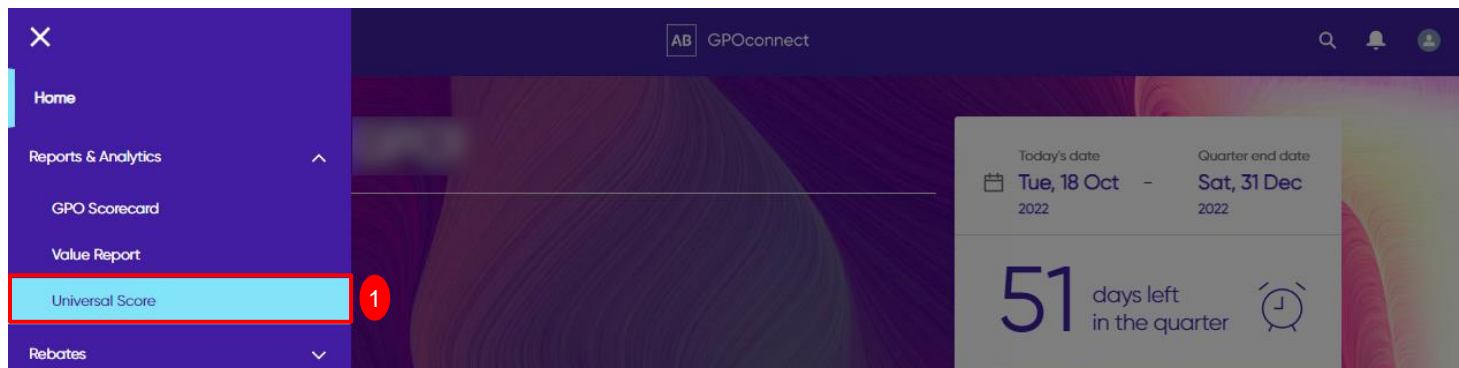 AB GPOconnect
Home
Reports & Analytics
GPO Scorecard
Value Report
Universal Score
1
Rebates
Today's date
Tue, 18 Oct
2022
-
Quarter end date
Sat, 31 Dec
2022
51
days left
in the quarter